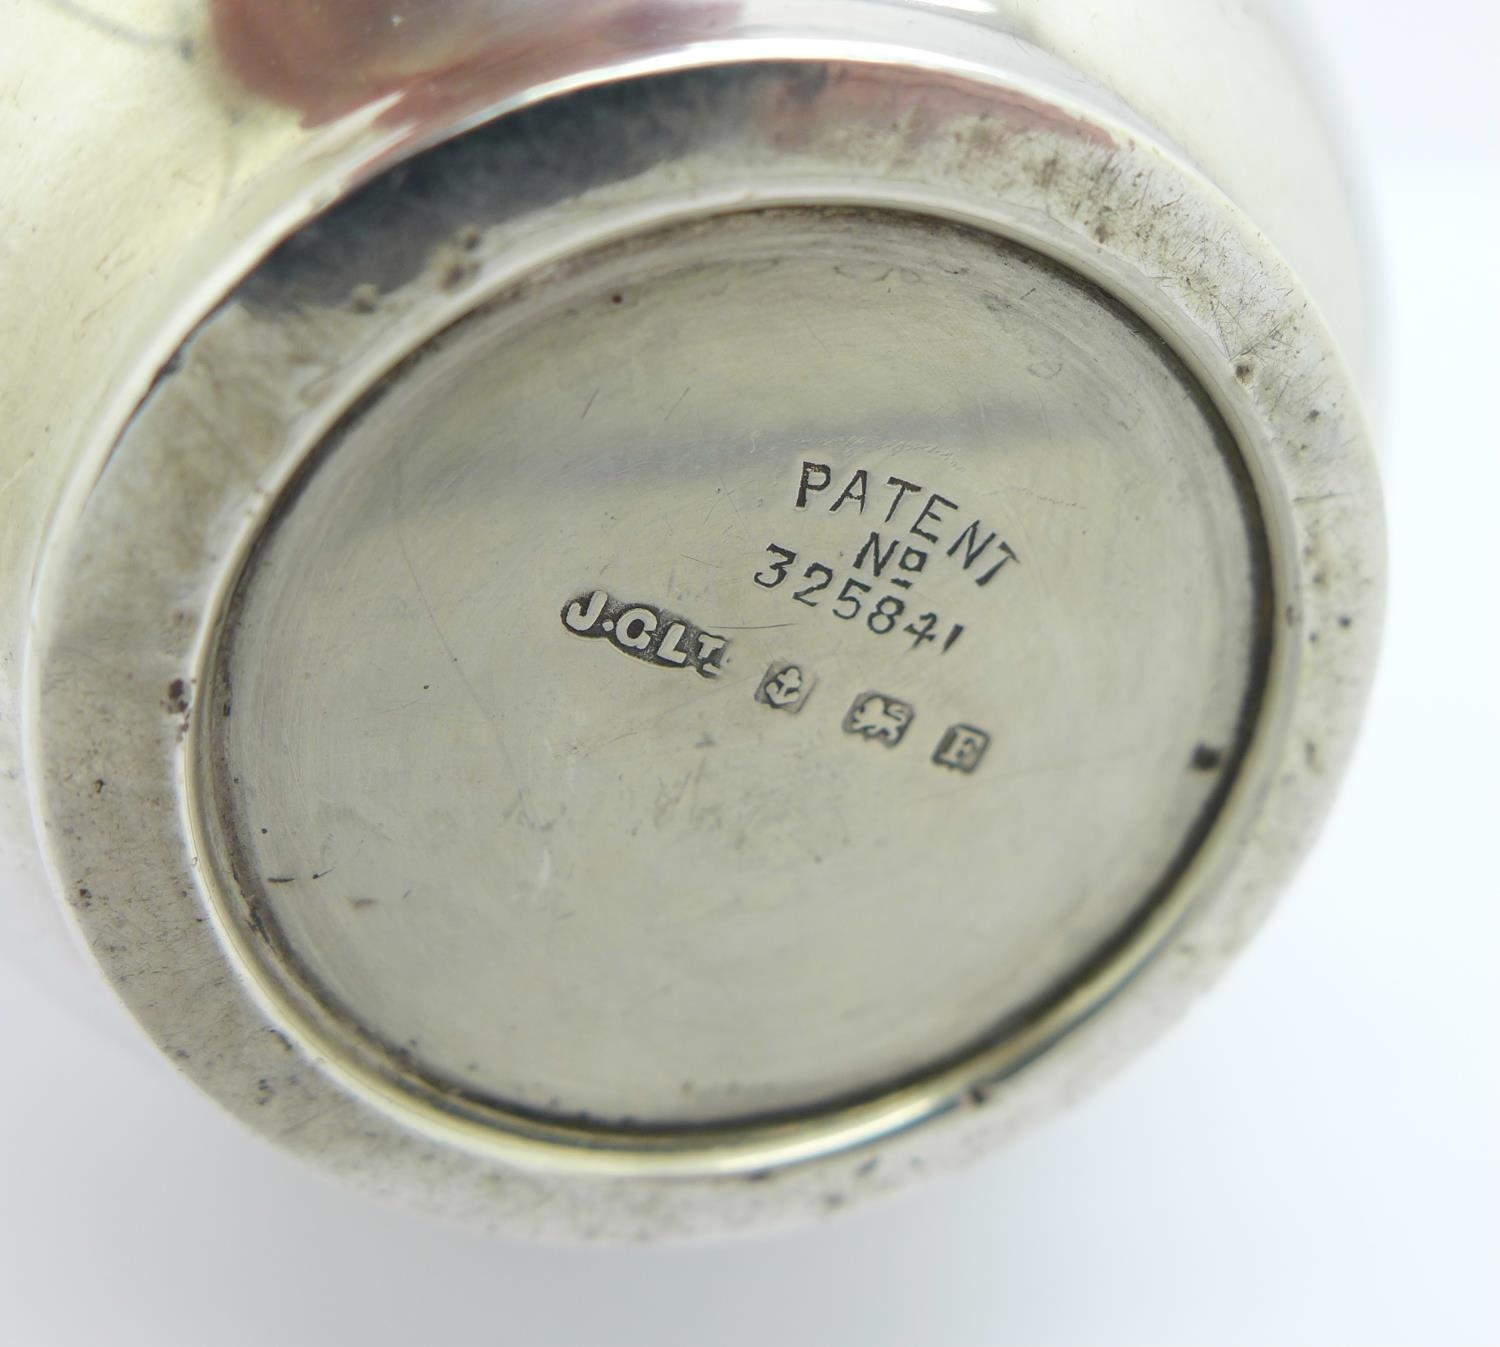 PATENT
No
325841
J.G LT.
F